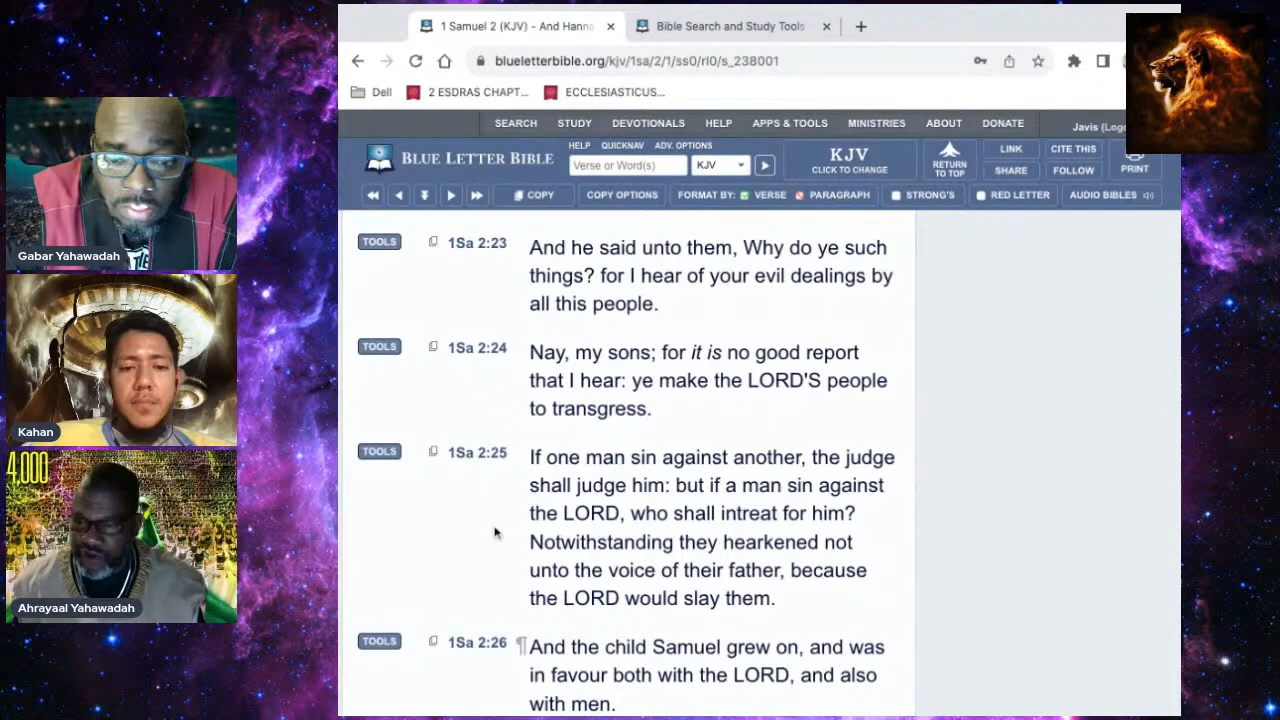 1 Samuel 2 (KJV) - And Hanna
Bible Search and Study Tools
blueletterbible.org/kjv/1sa/2/1/ss0/rl0/s_238001
Dell
2 ESDRAS CHAPT...
ECCLESIASTICUS...
SEARCH STUDY DEVOTIONALS HELP APPS & TOOLS MINISTRIES ABOUT DONATE
Javis (Logo
BLUE LETTER BIBLE
HELP QUICKNAV ADV. OPTIONS
Verse or Word(s) KJV
KJV
CLICK TO CHANGE
RETURN
TO TOP
LINK CITE THIS
SHARE FOLLOW
PRINT
COPY COPY OPTIONS FORMAT BY: VERSE PARAGRAPH STRONG'S RED LETTER AUDIO BIBLES
TOOLS 1Sa 2:23 And he said unto them, Why do ye such
things? for I hear of your evil dealings by
all this people.
TOOLS 1Sa 2:24 Nay, my sons; for it is no good report
that I hear: ye make the LORD'S people
to transgress.
TOOLS 1Sa 2:25 If one man sin against another, the judge
shall judge him: but if a man sin against
the LORD, who shall intreat for him?
Notwithstanding they hearkened not
unto the voice of their father, because
the LORD would slay them.
TOOLS 1Sa 2:26 ¶And the child Samuel grew on, and was
in favour both with the LORD, and also
with men.
Gabar Yahawadah
Kahan
4,000
Ahrayaal Yahawadah